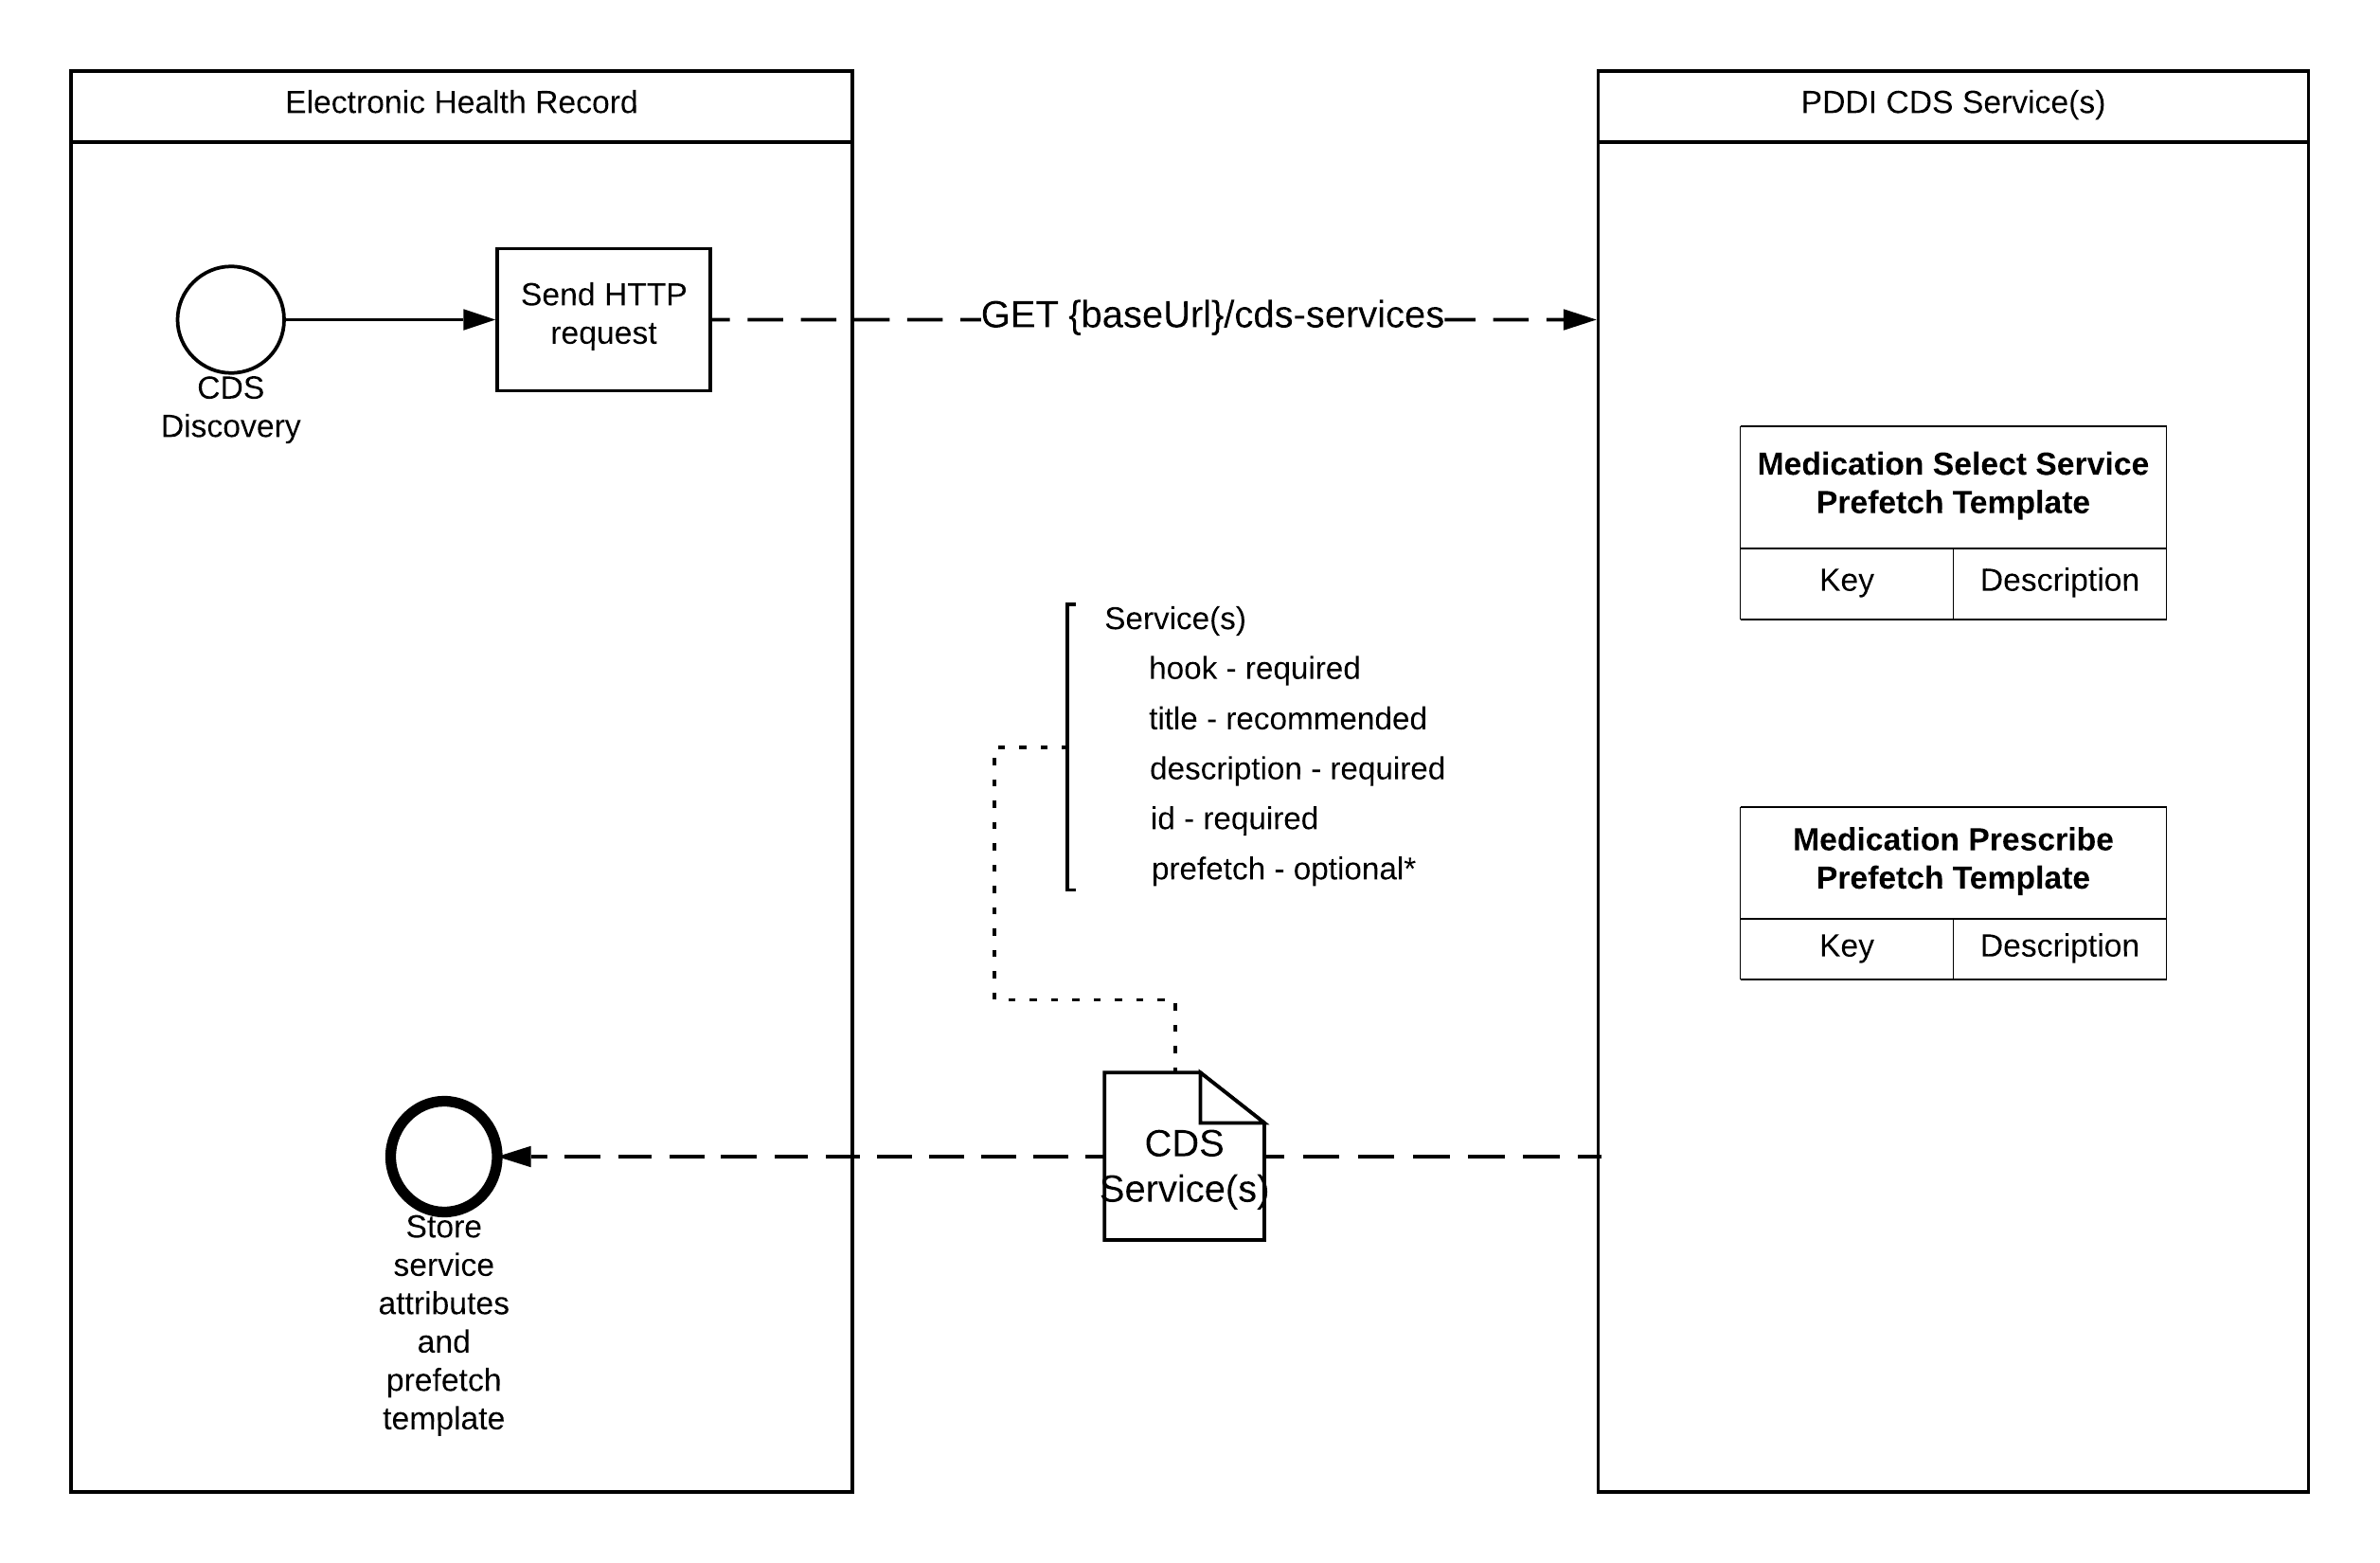 Electronic Health Record
PDDI CDS Service(s)
Send HTTP
request
GET {baseUrl}/cds-services
CDS
Discovery
Medication Select Service
Prefetch Template
Key
Description
Service(s)
hook - required
title - recommended
description - required
id - required
prefetch - optional*
Medication Prescribe
Prefetch Template
Key
Description
CDS
Service(s)
Store
service
attributes
and
prefetch
template